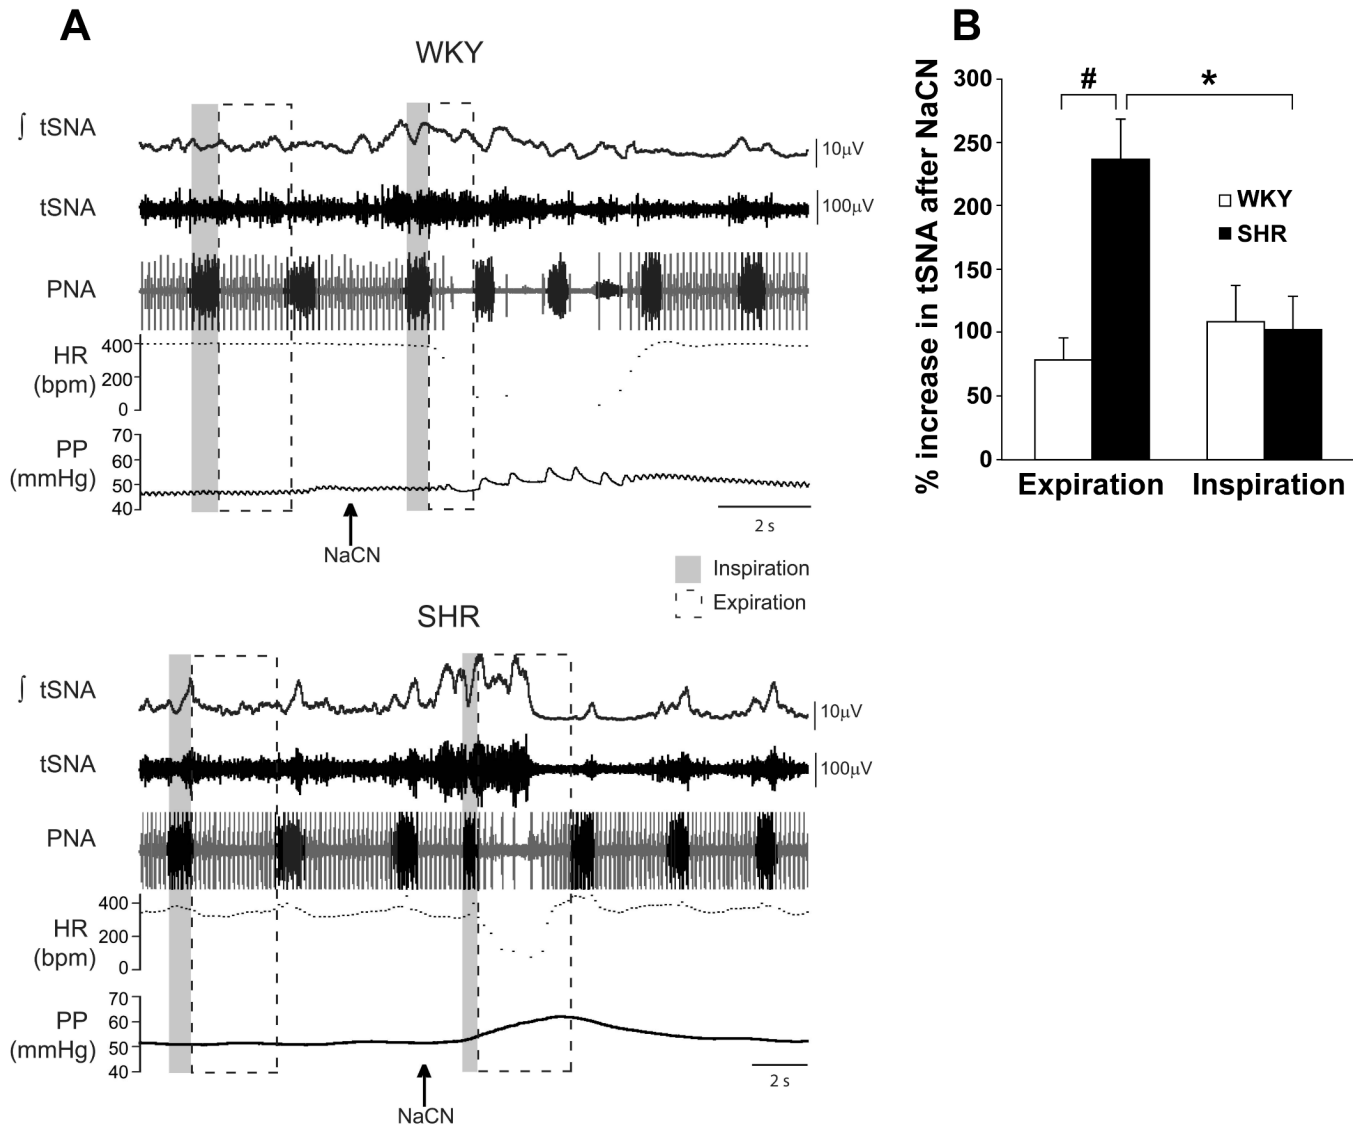 A
WKY
∫ tSNA
10µV
tSNA
100µV
PNA
HR
(bpm)
400
200
0
PP
(mmHg)
70
60
50
40
2 s
NaCN
Inspiration
Expiration
SHR
∫ tSNA
10µV
tSNA
100µV
PNA
HR
(bpm)
400
200
0
PP
(mmHg)
70
60
50
40
2 s
NaCN
B
% increase in tSNA after NaCN
300
250
200
150
100
50
0
#
*
WKY
SHR
Expiration
Inspiration